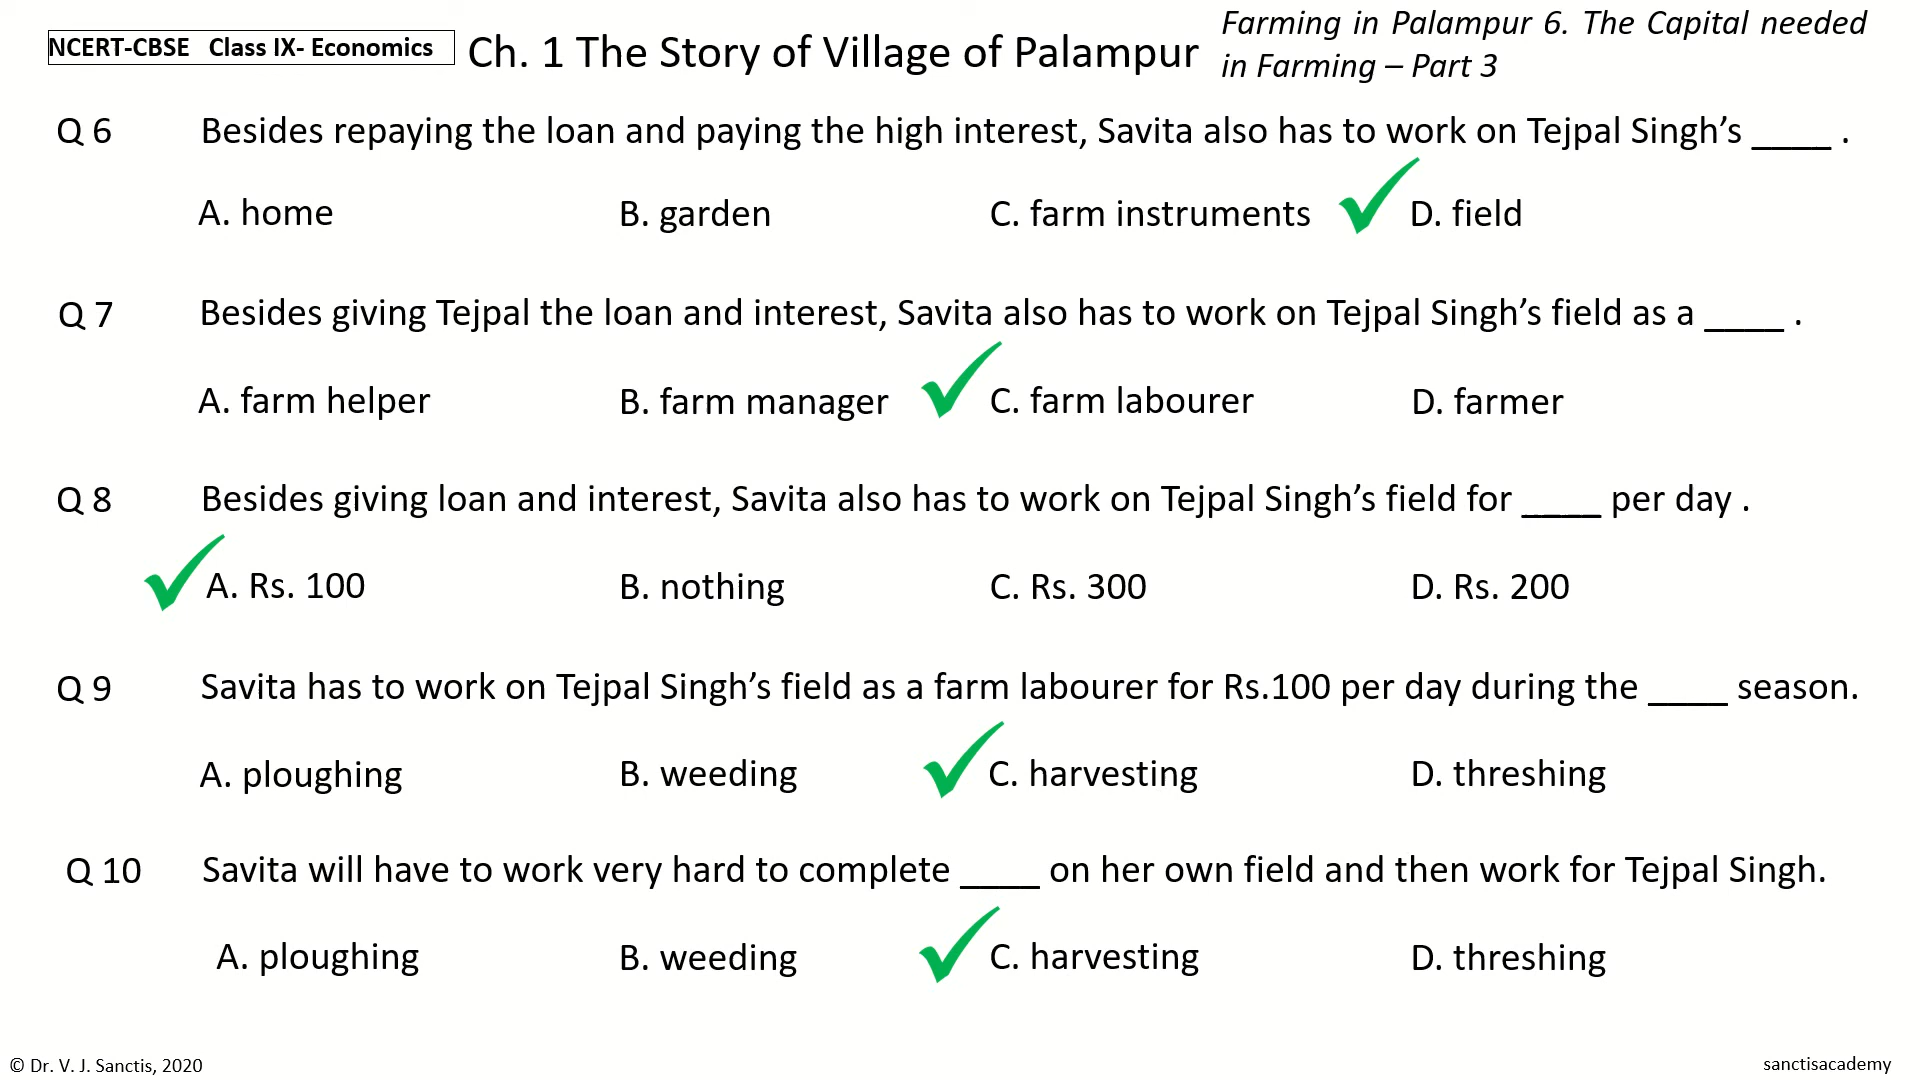 NCERT-CBSE Class IX- Economics
Ch. 1 The Story of Village of Palampur
Farming in Palampur 6. The Capital needed
in Farming – Part 3
Q 6 Besides repaying the loan and paying the high interest, Savita also has to work on Tejpal Singh’s ____ .
A. home B. garden C. farm instruments D. field
Q 7 Besides giving Tejpal the loan and interest, Savita also has to work on Tejpal Singh’s field as a ____ .
A. farm helper B. farm manager C. farm labourer D. farmer
Q 8 Besides giving loan and interest, Savita also has to work on Tejpal Singh’s field for ____ per day .
A. Rs. 100 B. nothing C. Rs. 300 D. Rs. 200
Q 9 Savita has to work on Tejpal Singh’s field as a farm labourer for Rs.100 per day during the ____ season.
A. ploughing B. weeding C. harvesting D. threshing
Q 10 Savita will have to work very hard to complete ____ on her own field and then work for Tejpal Singh.
A. ploughing B. weeding C. harvesting D. threshing
© Dr. V. J. Sanctis, 2020
sanctisacademy